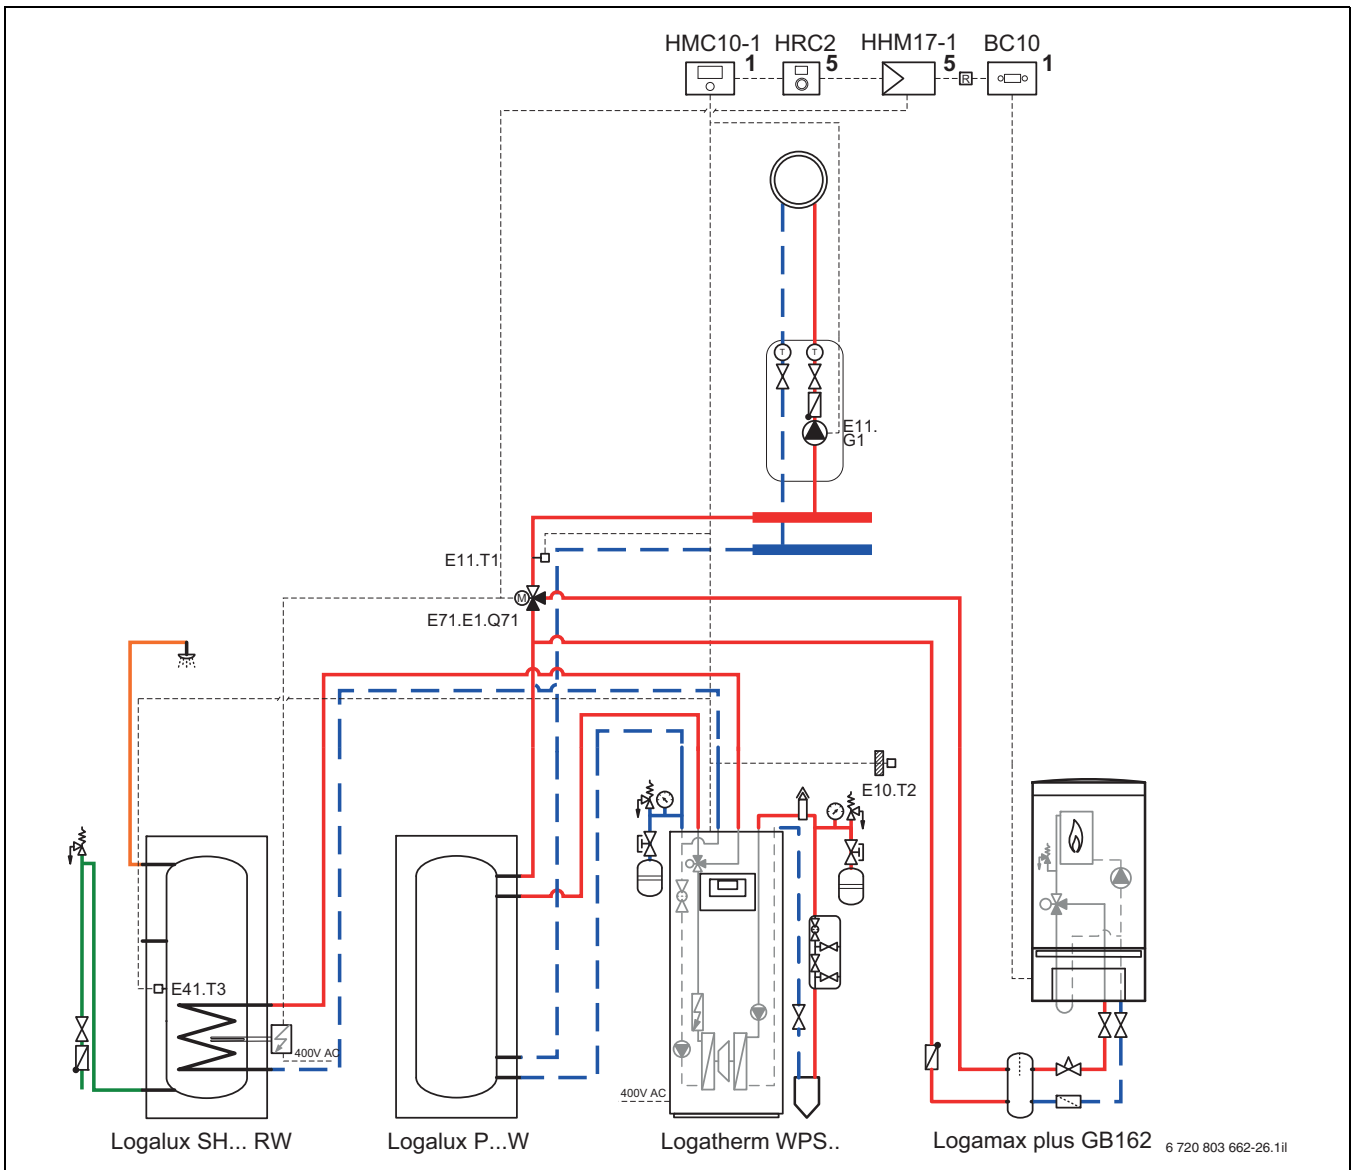 HMC10-1 HRC2 HHM17-1 BC10
1 5 5 1
R
T T
E11.
G1
E11.T1
M
E71.E1.Q71
E10.T2
E41.T3
400V AC
400V AC
Logalux SH... RW
Logalux P...W
Logatherm WPS..
Logamax plus GB162
6 720 803 662-26.1il